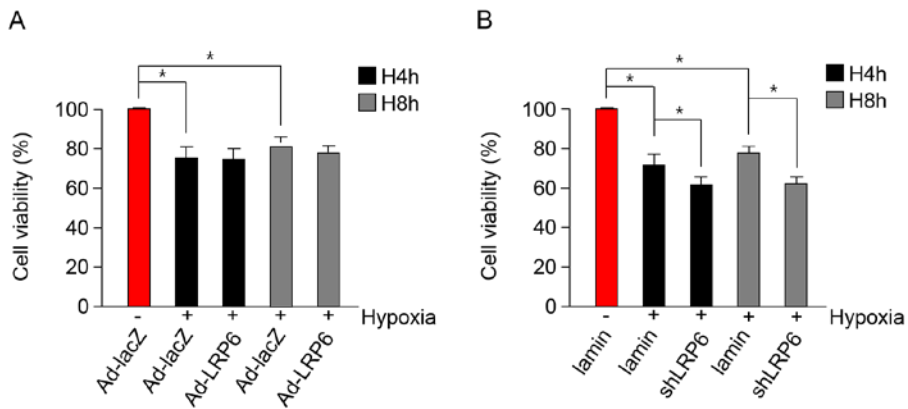 A
*
*
H4h
H8h
Cell viability (%)
100
80
60
40
20
0
- + + + + Hypoxia
Ad-lacZ Ad-lacZ Ad-LRP6 Ad-lacZ Ad-LRP6
B
*
* *
*
H4h
H8h
Cell viability (%)
100
80
60
40
20
0
- + + + + Hypoxia
lamin lamin shLRP6 lamin shLRP6